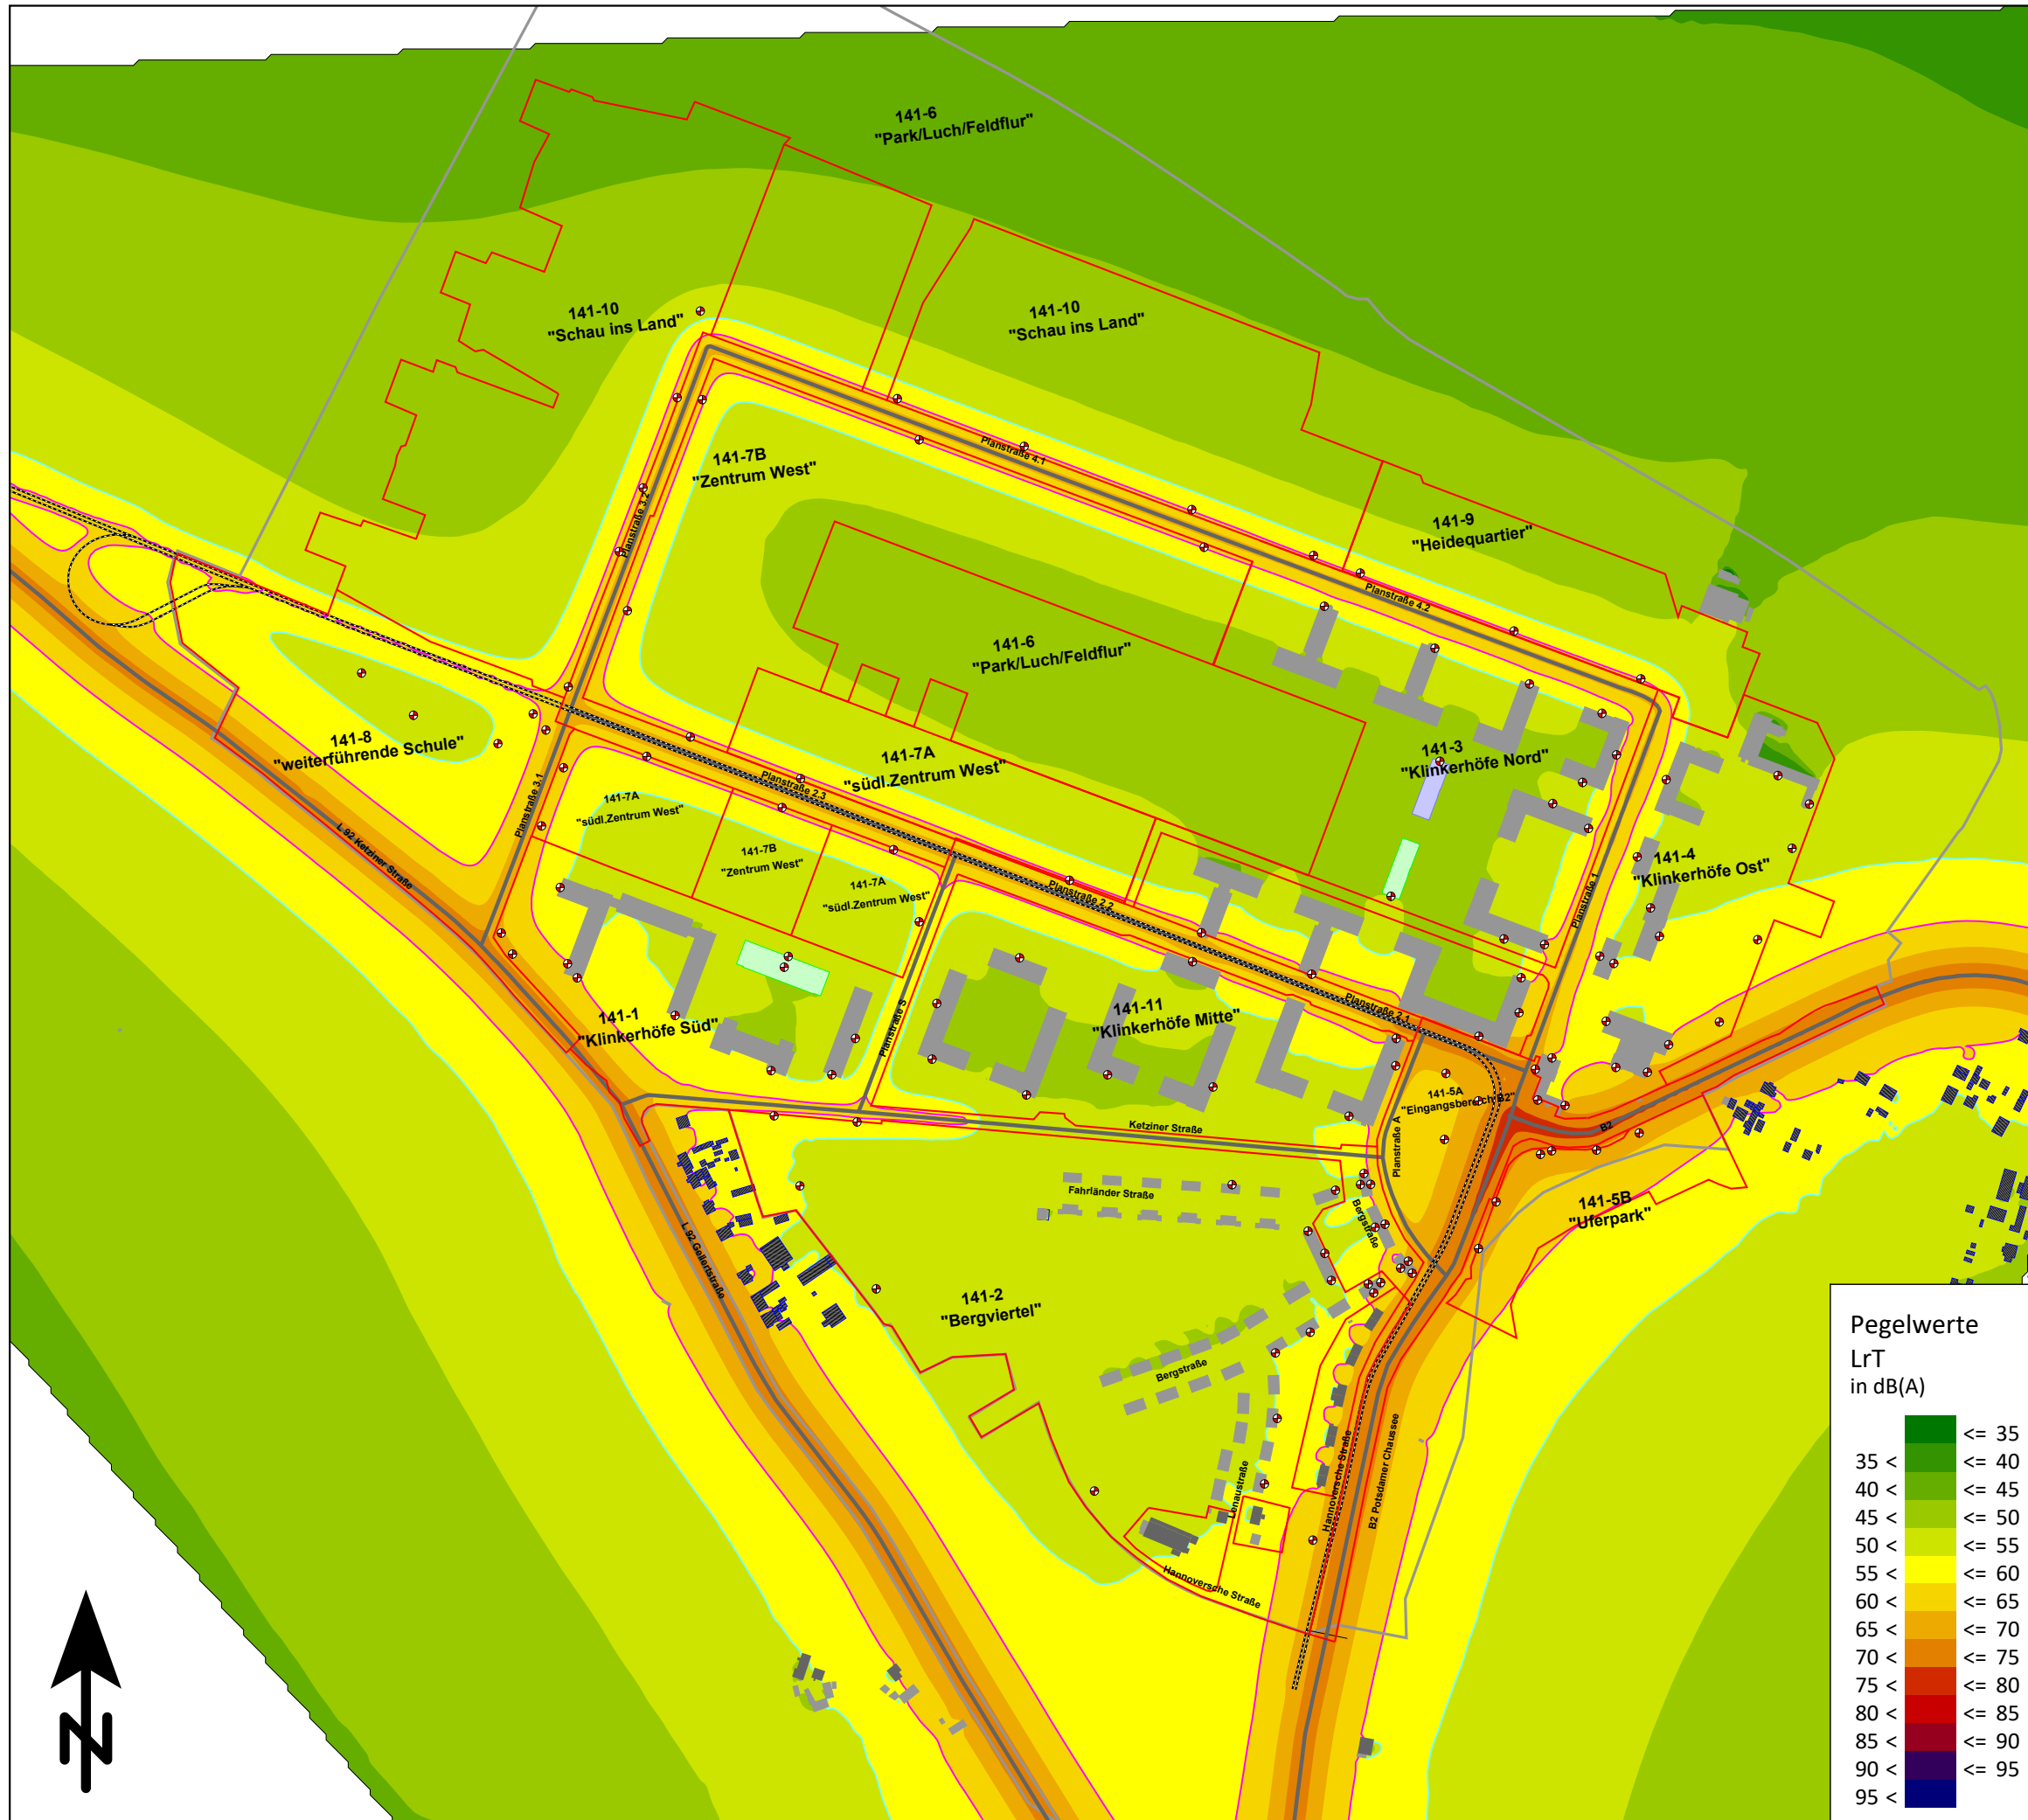 141-6
"Park/Luch/Feldflur"
141-10
"Schau ins Land"
141-10
"Schau ins Land"
141-7B
"Zentrum West"
Planstraße 4.1
Planstraße 3.2
141-9
"Heidequartier"
Planstraße 4.2
141-6
"Park/Luch/Feldflur"
141-8
"weiterführende Schule"
141-7A
"südl.Zentrum West"
141-3
"Klinkerhöfe Nord"
Planstraße 2.3
Planstraße 3.1
141-7A
"südl.Zentrum West"
L 92 Ketziner Straße
141-7B
"Zentrum West"
141-7A
"südl.Zentrum West"
Planstraße 2.2
141-4
"Klinkerhöfe Ost"
Planstraße 1
141-1
"Klinkerhöfe Süd"
Planstraße S
141-11
"Klinkerhöfe Mitte"
Planstraße 2.1
141-5A
"Eingangsbereich B2"
B2
Ketziner Straße
Planstraße A
Fahrländer Straße
Bergstraße
141-5B
"Uferpark"
L 92 Gellertstraße
141-2
"Bergviertel"
Bergstraße
Lenaustraße
Hannoversche Straße
B2 Potsdamer Chaussee
Hannoversche Straße
N
Pegelwerte
LrT
in dB(A)
<= 35
35 < <= 40
40 < <= 45
45 < <= 50
50 < <= 55
55 < <= 60
60 < <= 65
65 < <= 70
70 < <= 75
75 < <= 80
80 < <= 85
85 < <= 90
90 < <= 95
95 <